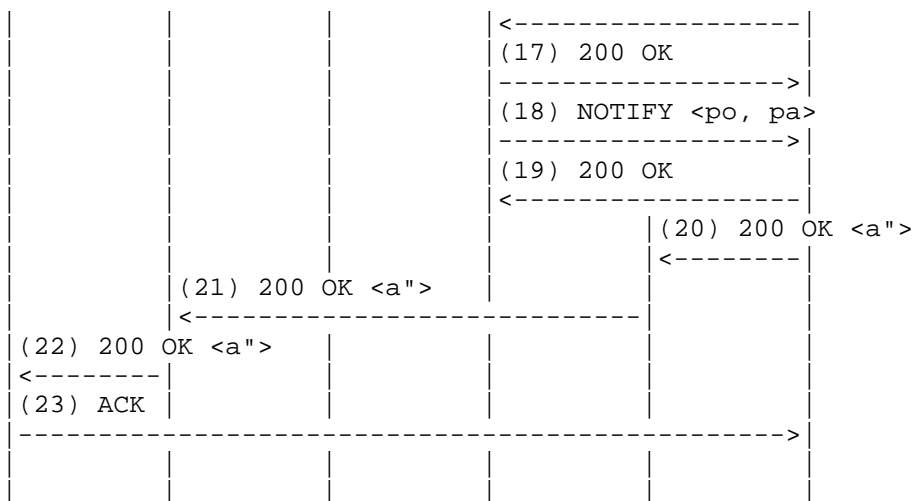 (17) 200 OK
(18) NOTIFY <po, pa>
(19) 200 OK
(20) 200 OK <a">
(21) 200 OK <a">
(22) 200 OK <a">
(23) ACK